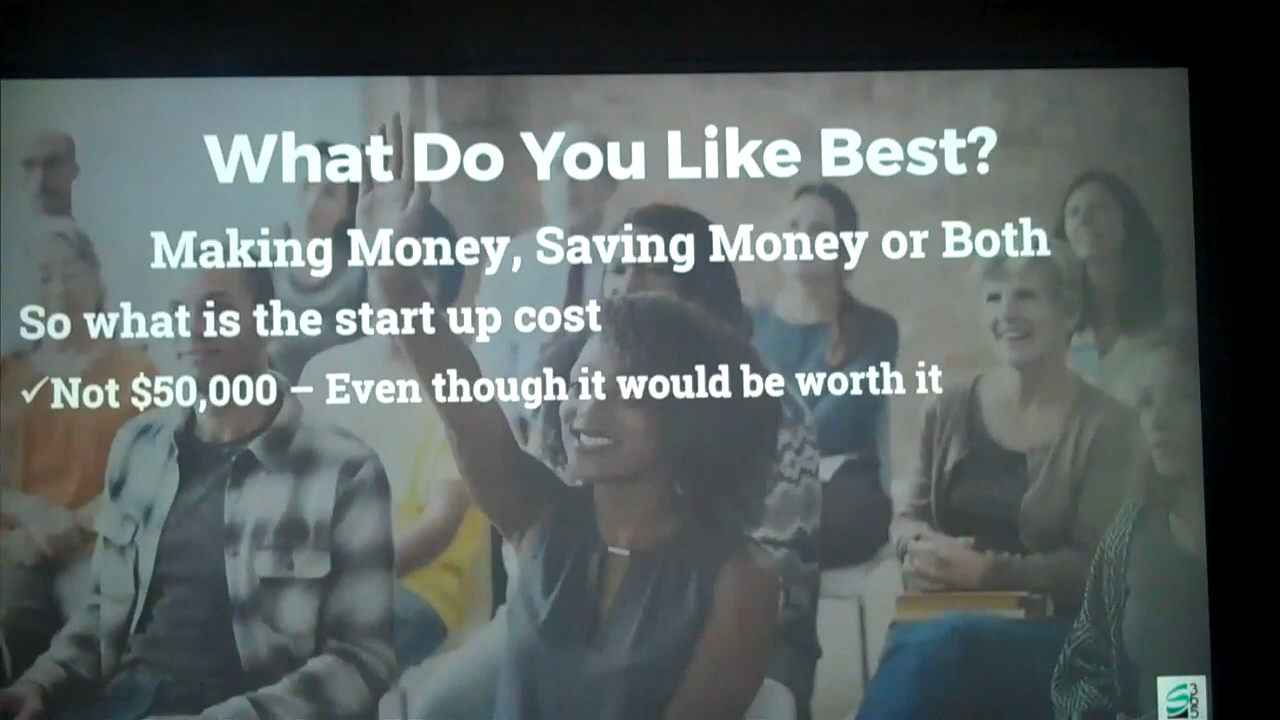 What Do You Like Best?
Making Money, Saving Money or Both
So what is the start up cost
✓Not $50,000 – Even though it would be worth it